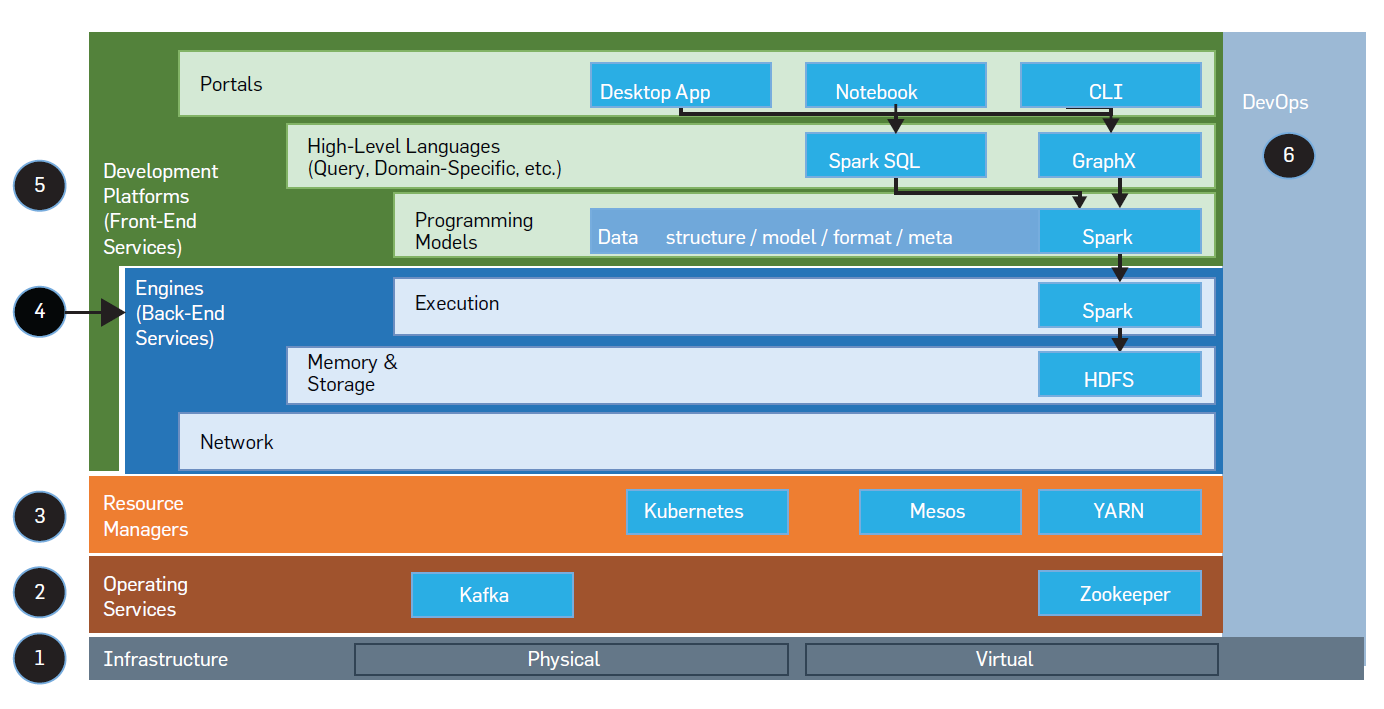 Portals
Desktop App
Notebook
CLI
DevOps
6
High-Level Languages
(Query, Domain-Specific, etc.)
Spark SQL
GraphX
5
Development
Platforms
(Front-End
Services)
Programming
Models
Data structure / model / format / meta
Spark
4
Engines
(Back-End
Services)
Execution
Spark
Memory &
Storage
HDFS
Network
3
Resource
Managers
Kubernetes
Mesos
YARN
2
Operating
Services
Kafka
Zookeeper
1
Infrastructure
Physical
Virtual